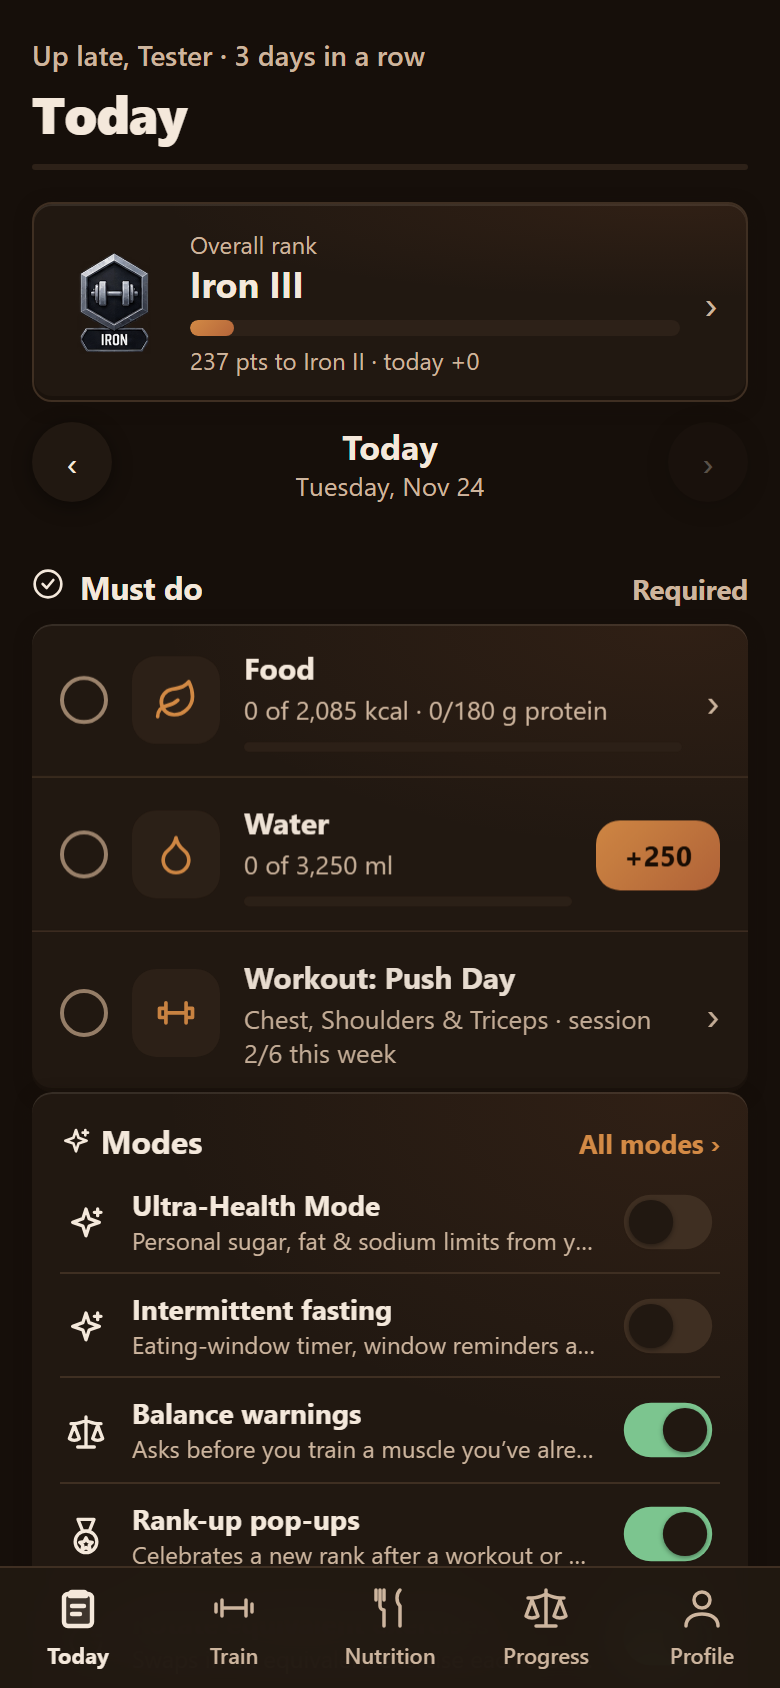 Up late, Tester · 3 days in a row
Today
Overall rank
Iron III
IRON
237 pts to Iron II · today +0
Today
Tuesday, Nov 24
Must do
Required
Food
0 of 2,085 kcal · 0/180 g protein
Water
0 of 3,250 ml
+250
Workout: Push Day
Chest, Shoulders & Triceps · session
2/6 this week
Modes
All modes ›
Ultra-Health Mode
Personal sugar, fat & sodium limits from y...
Intermittent fasting
Eating-window timer, window reminders a...
Balance warnings
Asks before you train a muscle you’ve alre...
Rank-up pop-ups
Celebrates a new rank after a workout or ...
Today
Train
Nutrition
Progress
Profile